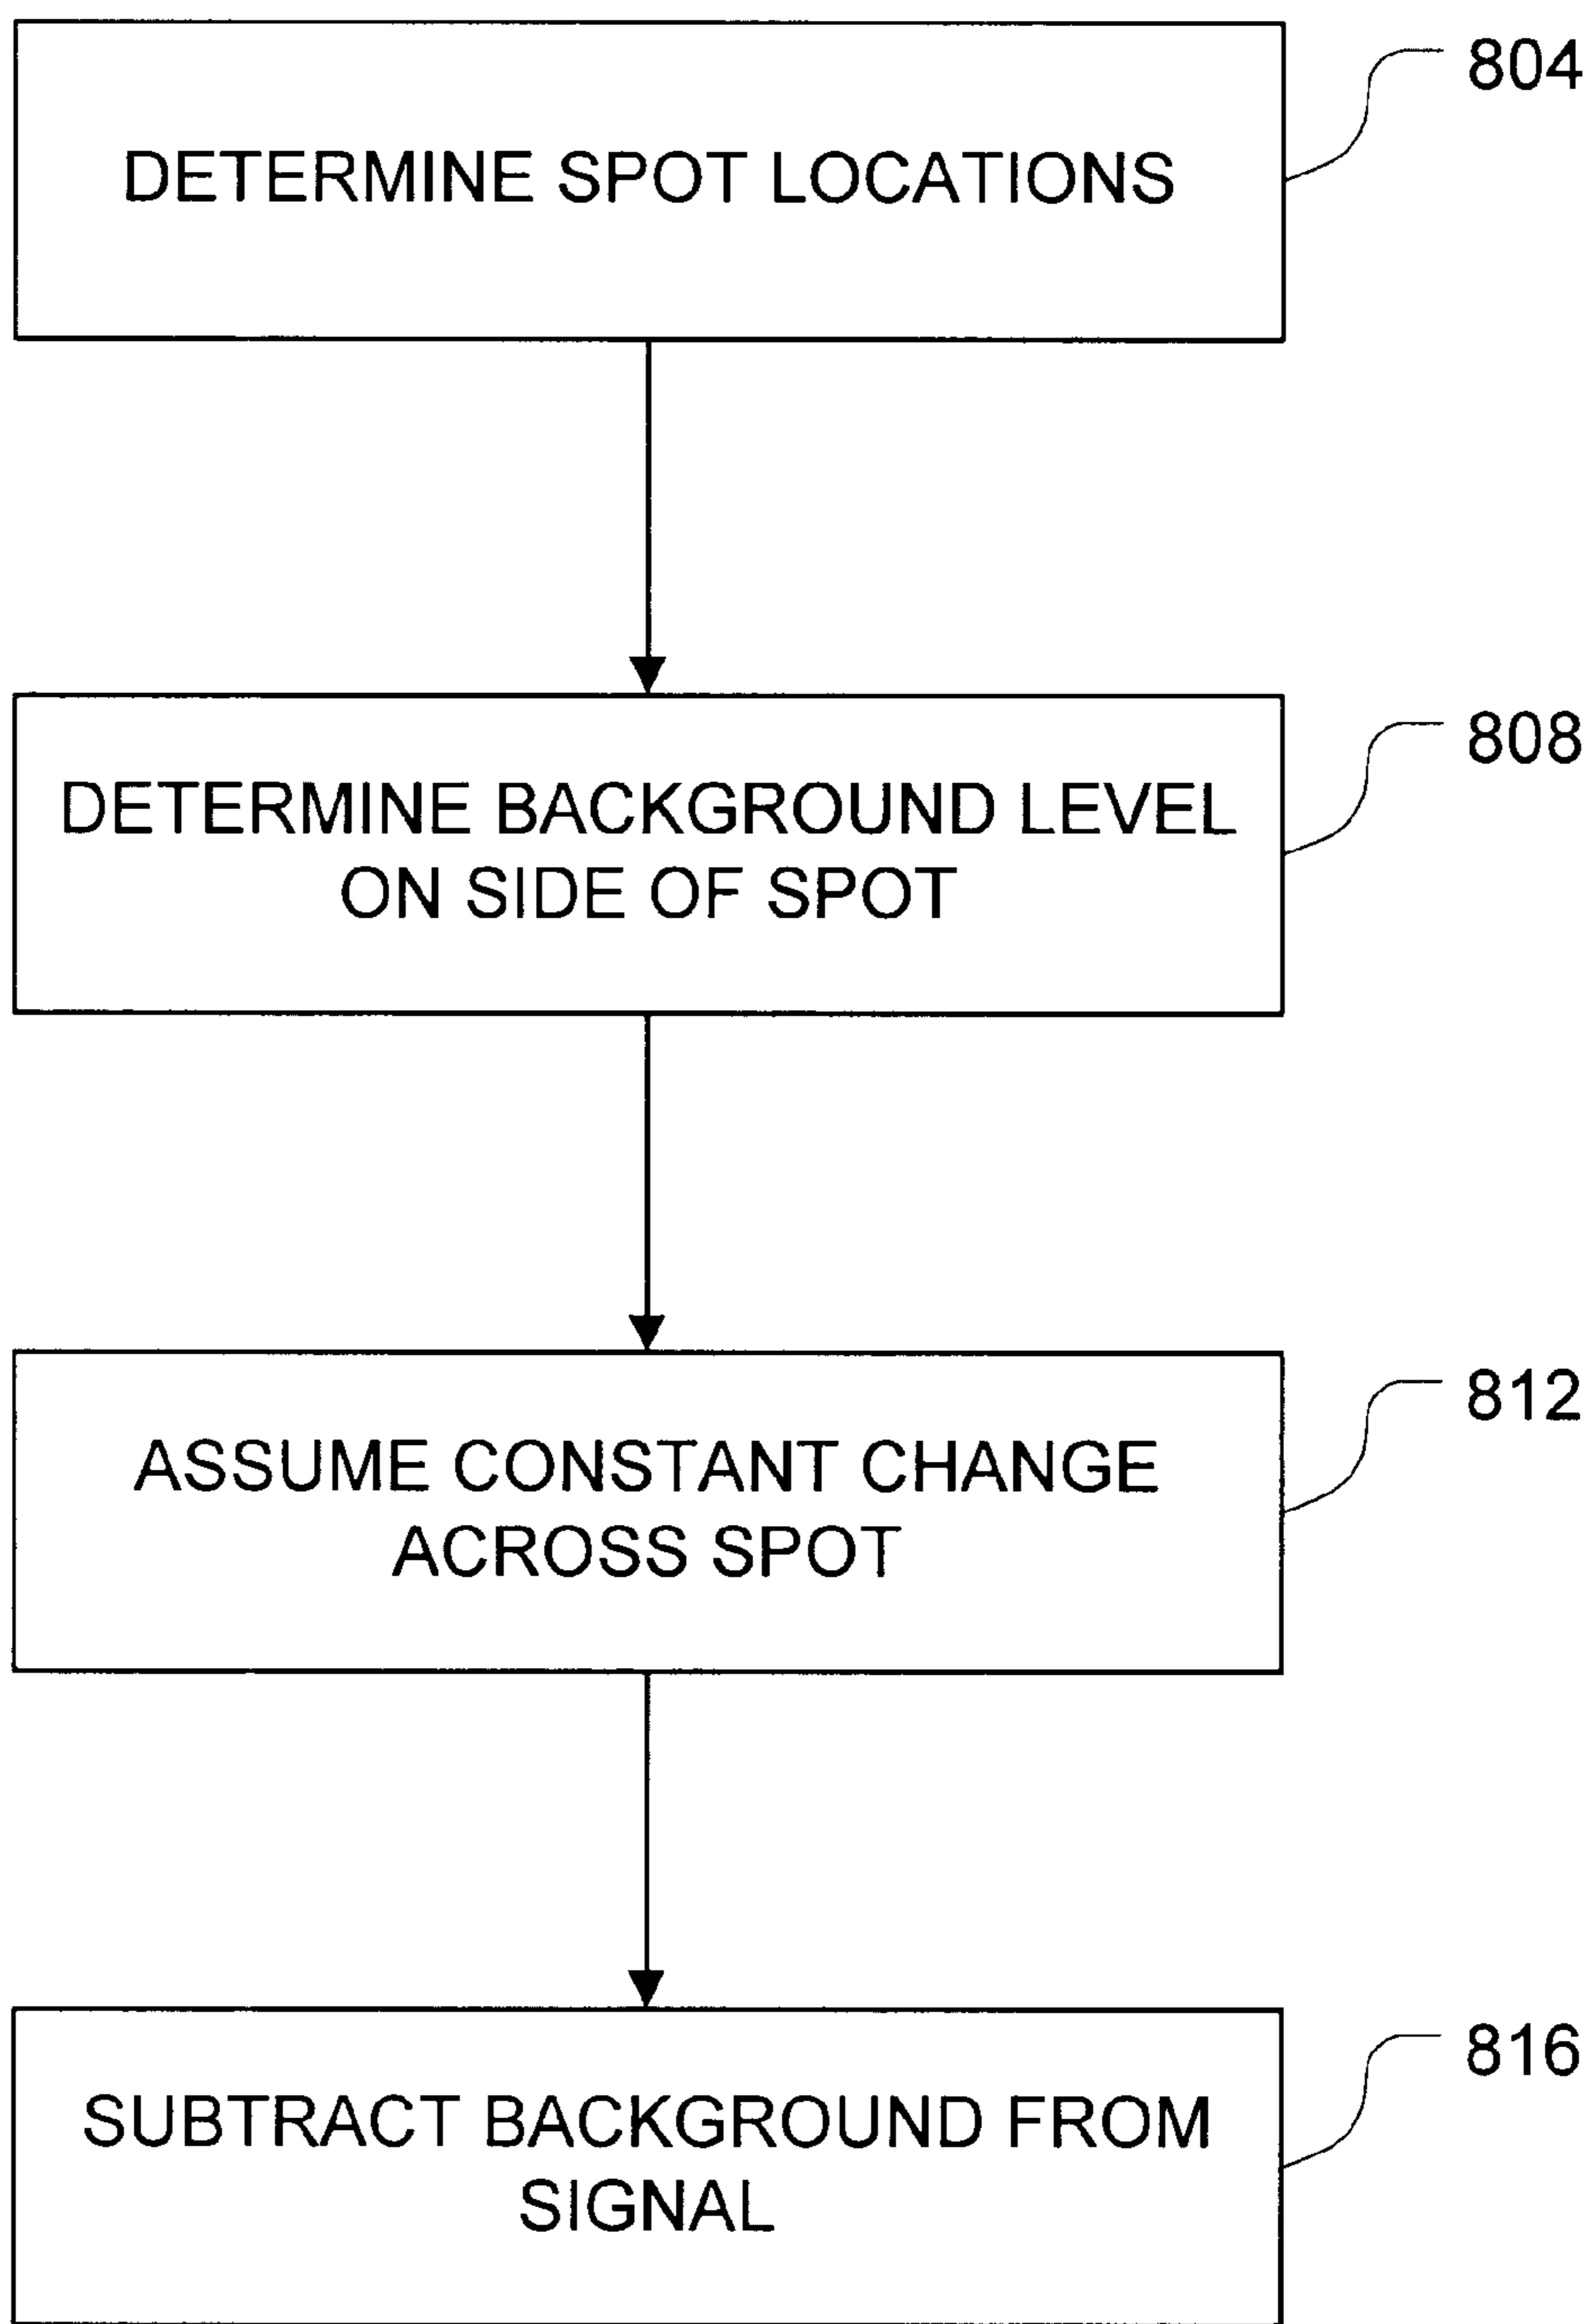 804
DETERMINE SPOT LOCATIONS
808
DETERMINE BACKGROUND LEVEL
ON SIDE OF SPOT
812
ASSUME CONSTANT CHANGE
ACROSS SPOT
816
SUBTRACT BACKGROUND FROM
SIGNAL